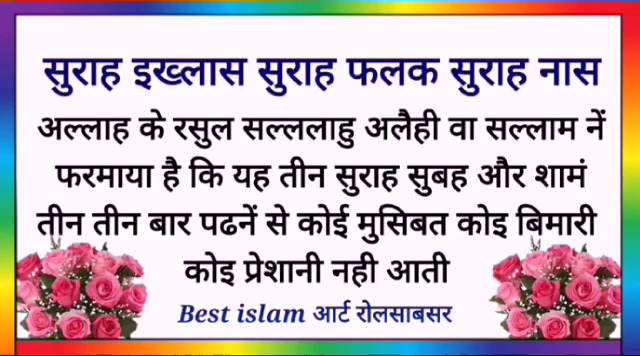 सुराह इख्लास सुराह फलक सुराह नास
अल्लाह के रसुल सल्ललाहु अलैही वा सल्लाम नें
फरमाया है कि यह तीन सुराह सुबह और शामं
तीन तीन बार पढनें से कोई मुसिबत कोइ बिमारी
कोइ प्रेशानी नही आती
Best islam आर्ट रोलसाबसर